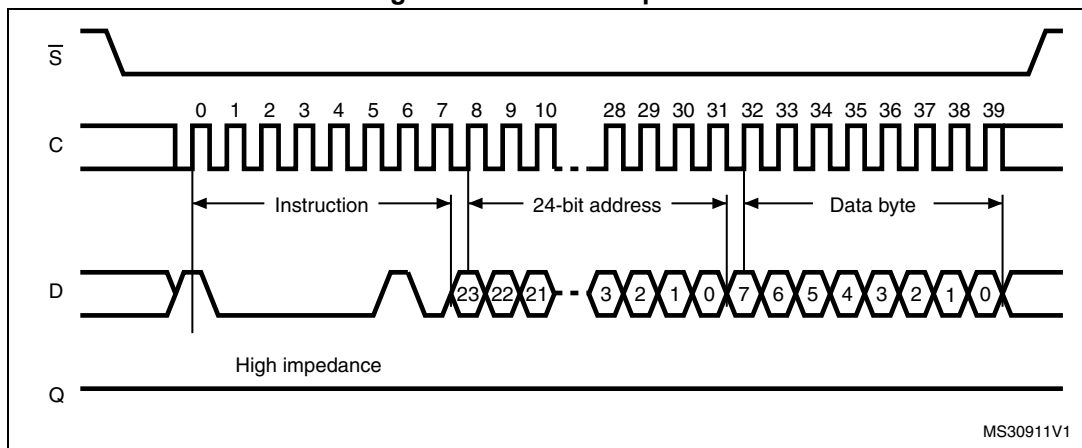 S
0 1 2 3 4 5 6 7 8 9 10 28 29 30 31 32 33 34 35 36 37 38 39
C
Instruction 24-bit address Data byte
D 23 22 21 3 2 1 0 7 6 5 4 3 2 1 0
High impedance
Q
MS30911V1